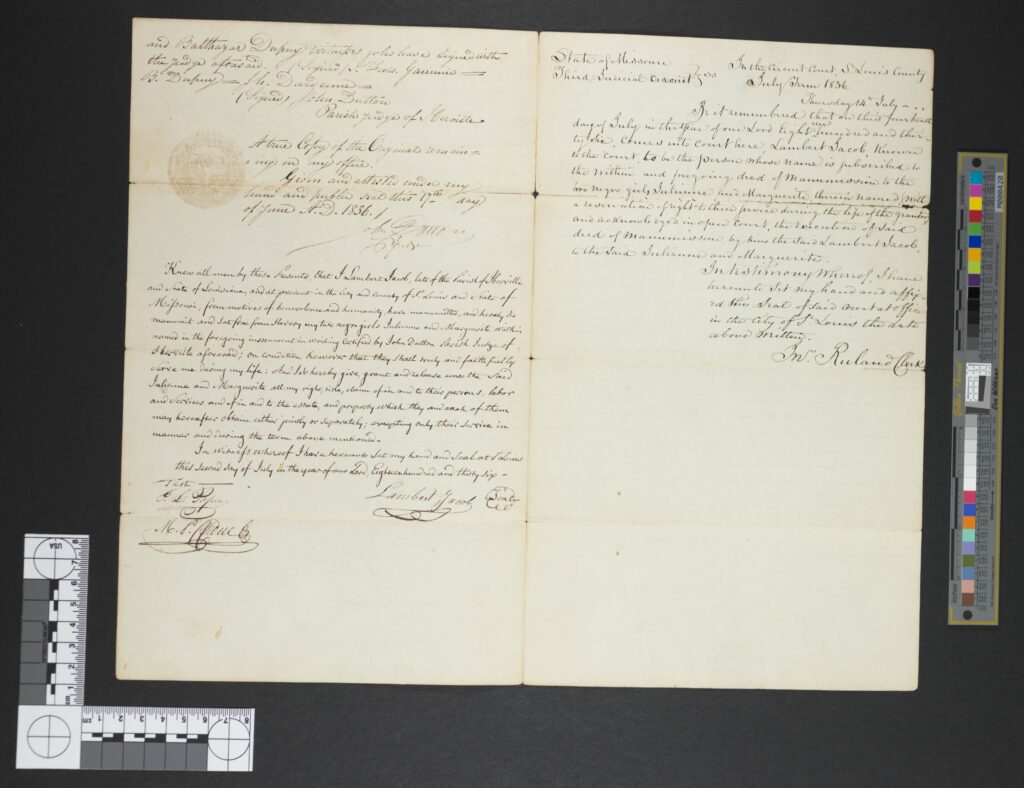 and Balthazar Dupuy witnesses who have signed with
the judge aforesaid. (Signed)
B. Dupuy
(Signed) John Dutton
Parish judge of Iberville
A true Copy of the Original remain-
ing in my office.
Given and attested under my
hand and public seal this 17th day
of June A.D. 1836.
Know all men by these Presents, that I Lambert Jacob, late of the Parish of Iberville
and State of Louisiana, and at present in the city and county of St Louis and State of
Missouri, from motives of benevolence and humanity, have manumitted, and hereby do
manumit and set free from Slavery my two negro girls Julienne and Marguerite within
named in the foregoing instrument in writing certified by John Dutton Parish Judge of
Iberville aforesaid; on condition however that they shall truly and faithfully
serve me during my life: And I do hereby give, grant and release unto the said
Julienne and Marguerite all my right, title, claim of in and to their persons, labor
and services and of in and to the estate, and property which they and each of them
may hereafter obtain either jointly or separately; excepting only their service in
manner and during the term above mentioned.
In Witness whereof I have hereunto set my hand and seal at St Louis
this second day of July in the year of our Lord, Eighteen hundred and thirty six -
Test
Lambert Jacob Seal
M. P.
State of Missouri
Third Judicial Circuit
In the Circuit Court, St Louis County
July Term 1836.
Thursday 14th July
Be it remembered that on this fourteenth
day of July in the Year of our Lord Eighteen hundred and thir-
ty Six, Comes into Court here, Lambert Jacob Known
to the Court, to be the person whose name is subscribed to
the within and foregoing deed of Manumission to the
two negro girls Julienne and Marguerite, therein named, with
a reservation of right to their service during the life of the grantor
and acknowledged in open Court, the Execution of said
deed of Manumission by him the Said Lambert Jacob
to the Said Julienne and Marguerite.
In testimony Whereof, I have
hereunto Set my hand and affix-
ed the Seal of said Court at office
in the City of St Louis the date
above Written.
Jno Ruland Clerk